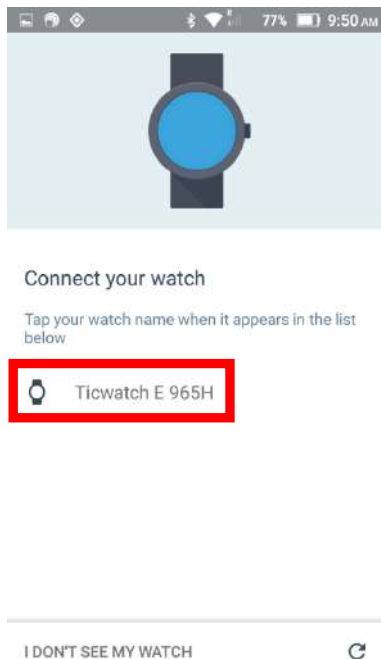 77% 9:50 AM
Connect your watch
Tap your watch name when it appears in the list
below
Ticwatch E 965H
I DON'T SEE MY WATCH